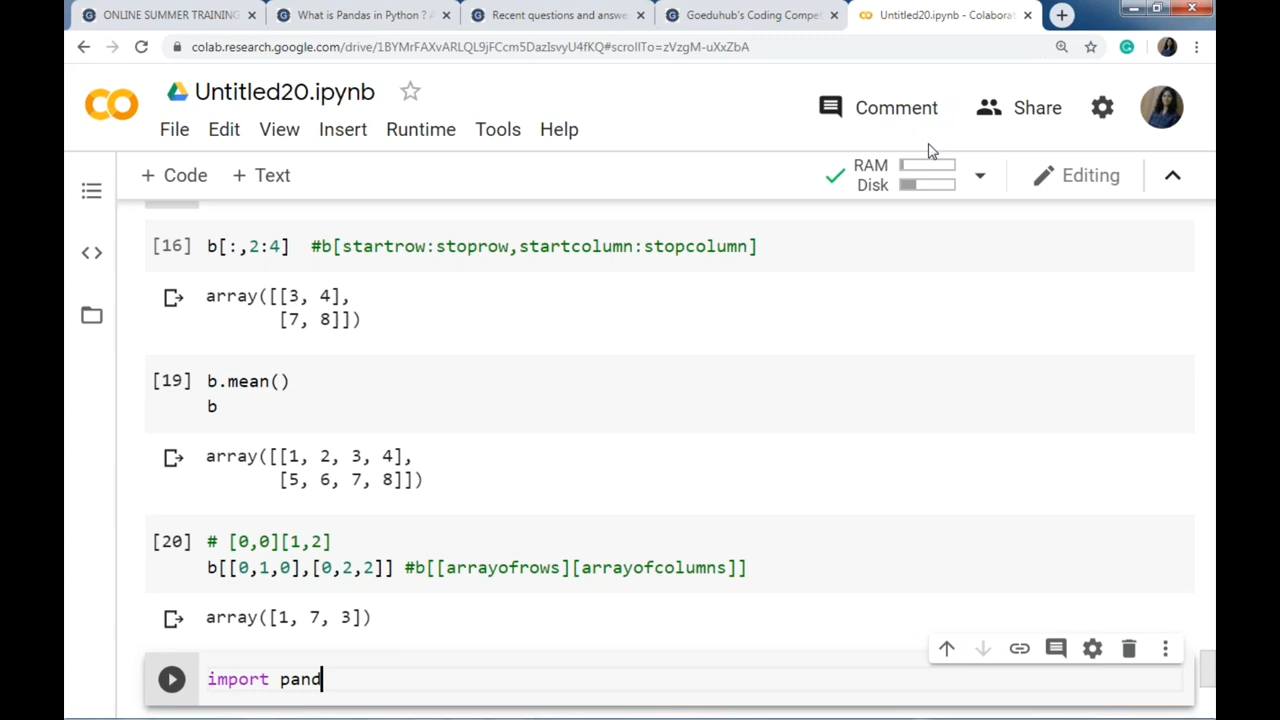 ONLINE SUMMER TRAINING
What is Pandas in Python ? A
Recent questions and answe
Goeduhub's Coding Compe
Untitled20.ipynb - Colaborat
colab.research.google.com/drive/1BYMrFAXvARLQL9jFCcm5DazIsvyU4fKQ#scrollTo=zVzgM-uXxZbA
Untitled20.ipynb
Comment
Share
File Edit View Insert Runtime Tools Help
+ Code + Text
RAM
Disk
Editing
[16] b[:,2:4] #b[startrow:stoprow,startcolumn:stopcolumn]
array([[3, 4],
[7, 8]])
[19] b.mean()
b
array([[1, 2, 3, 4],
[5, 6, 7, 8]])
[20] # [0,0][1,2]
b[[0,1,0],[0,2,2]] #b[[arrayofrows][arrayofcolumns]]
array([1, 7, 3])
import pand